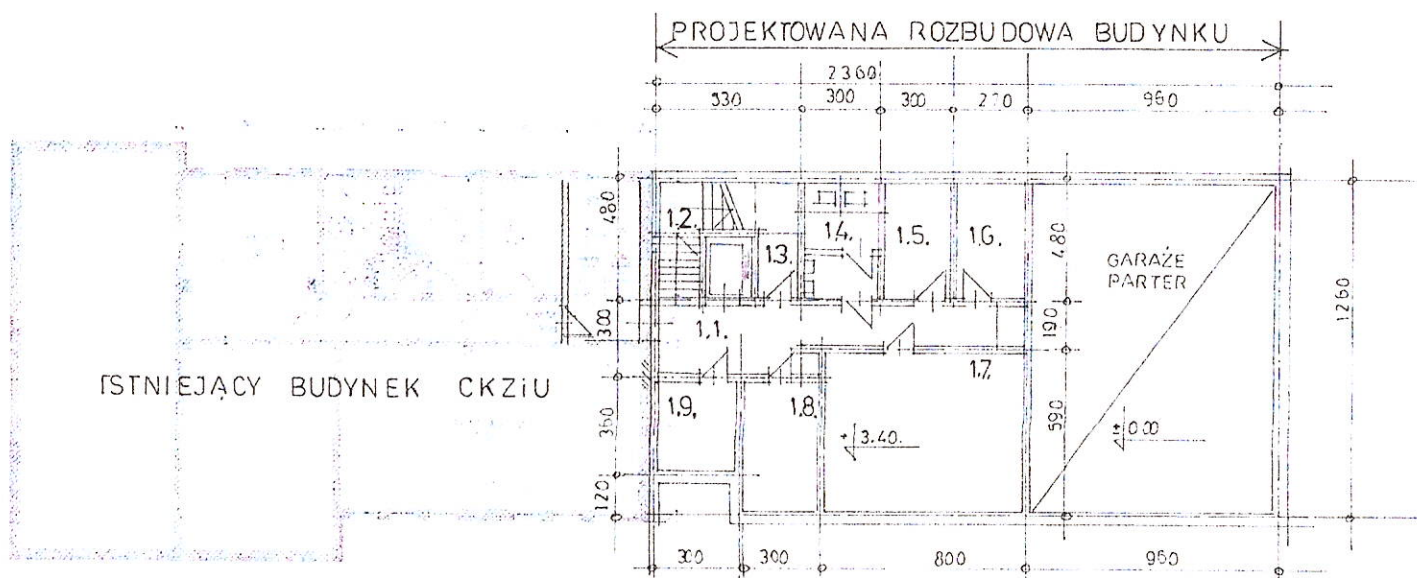 PROJEKTOWANA ROZBUDOWA BUDYNKU
2360
530 300 300 270 960
480
1.2. 1.3. 1.4. 1.5. 1.6.
480
GARAŻE
PARTER
1260
300
1.1.
190
ISTNIEJĄCY BUDYNEK CKZiU
1.7.
360
1.9. 1.8.
+ 3.40.
590
± 0.00
120
300 300 800 960